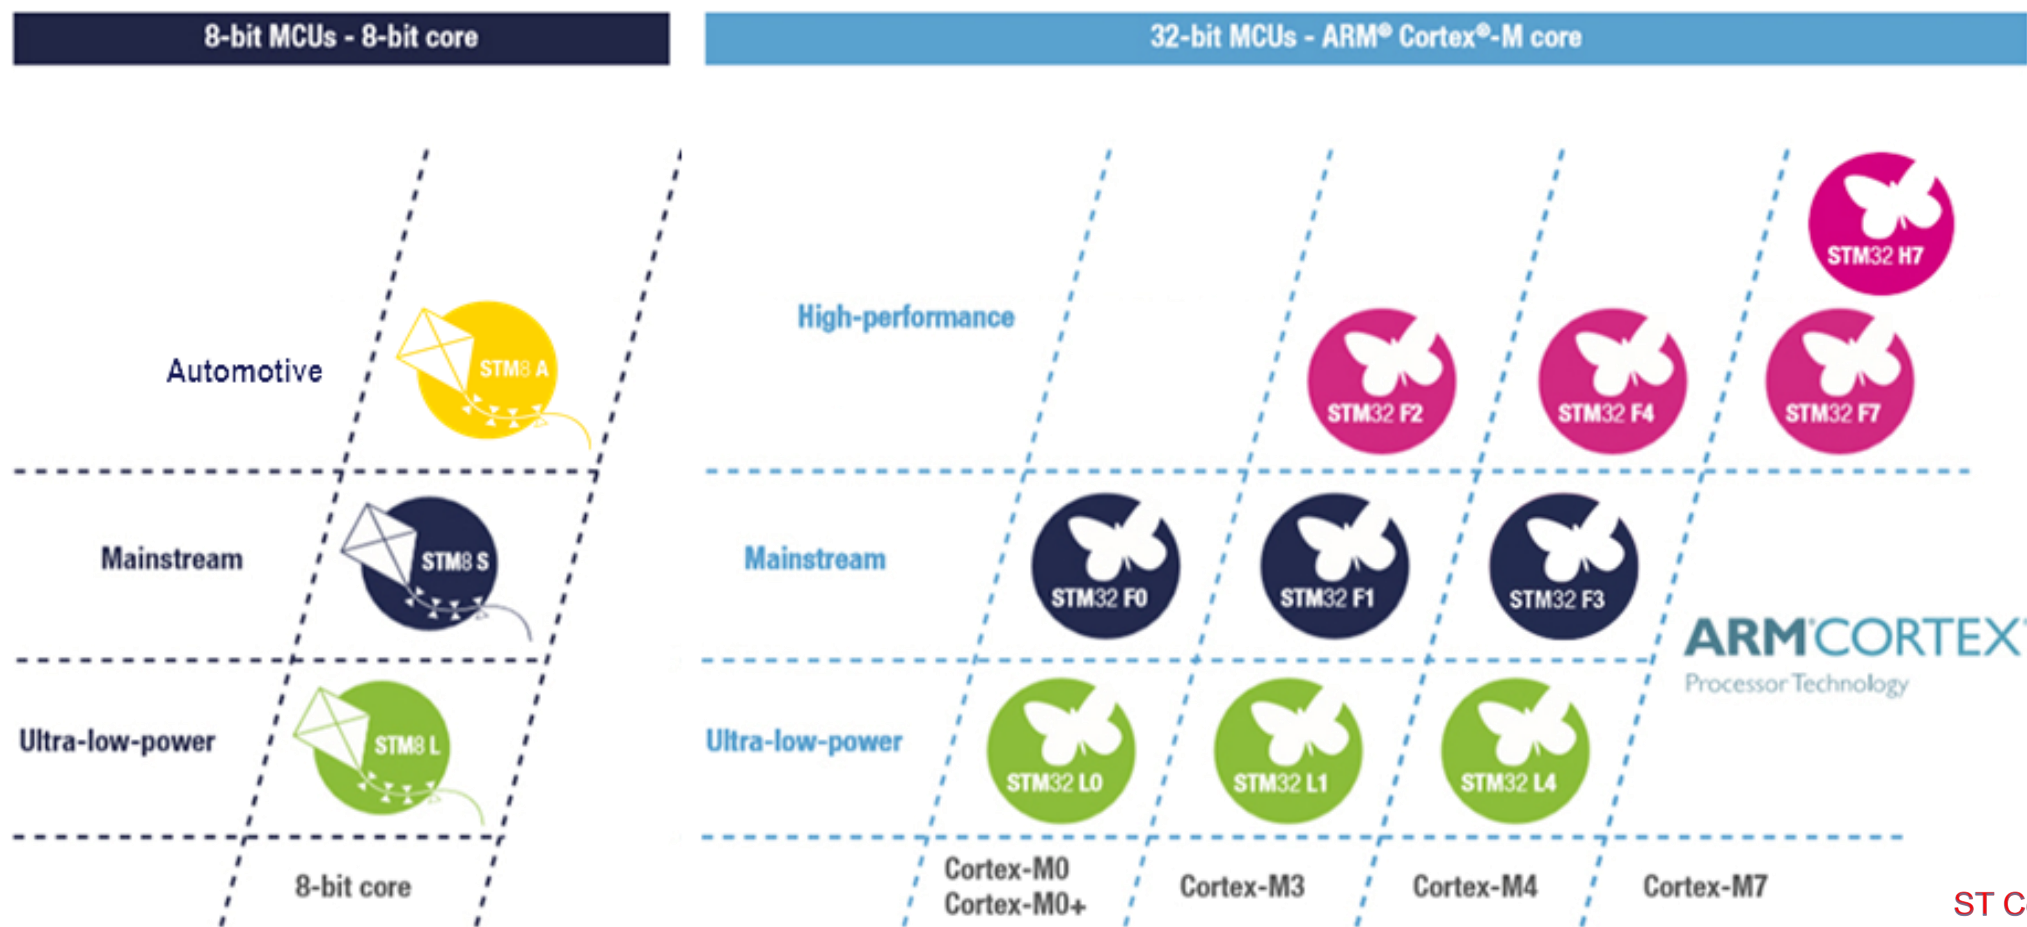 8-bit MCUs - 8-bit core
32-bit MCUs - ARM® Cortex®-M core
STM32 H7
High-performance
Automotive
STM8 A
STM32 F2
STM32 F4
STM32 F7
Mainstream
STM8 S
Mainstream
STM32 F0
STM32 F1
STM32 F3
ARM®CORTEX
Processor Technology
Ultra-low-power
STM8 L
Ultra-low-power
STM32 L0
STM32 L1
STM32 L4
8-bit core
Cortex-M0
Cortex-M0+
Cortex-M3
Cortex-M4
Cortex-M7
ST